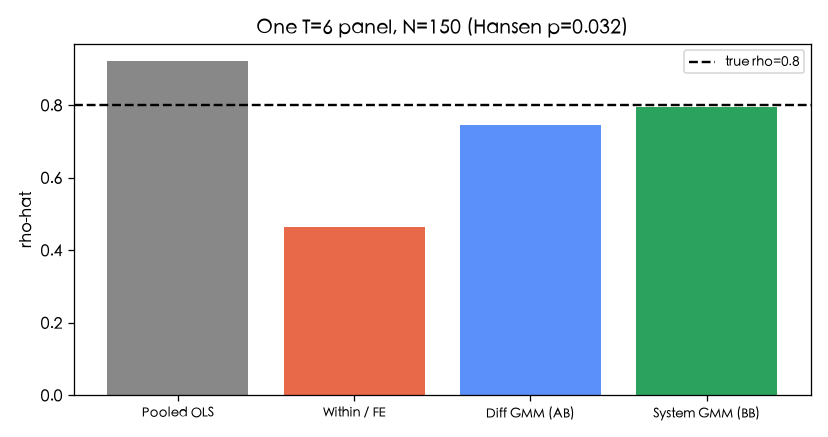 One T=6 panel, N=150 (Hansen p=0.032)
true rho=0.8
rho-hat
0.8
0.6
0.4
0.2
0.0
Pooled OLS
Within / FE
Diff GMM (AB)
System GMM (BB)